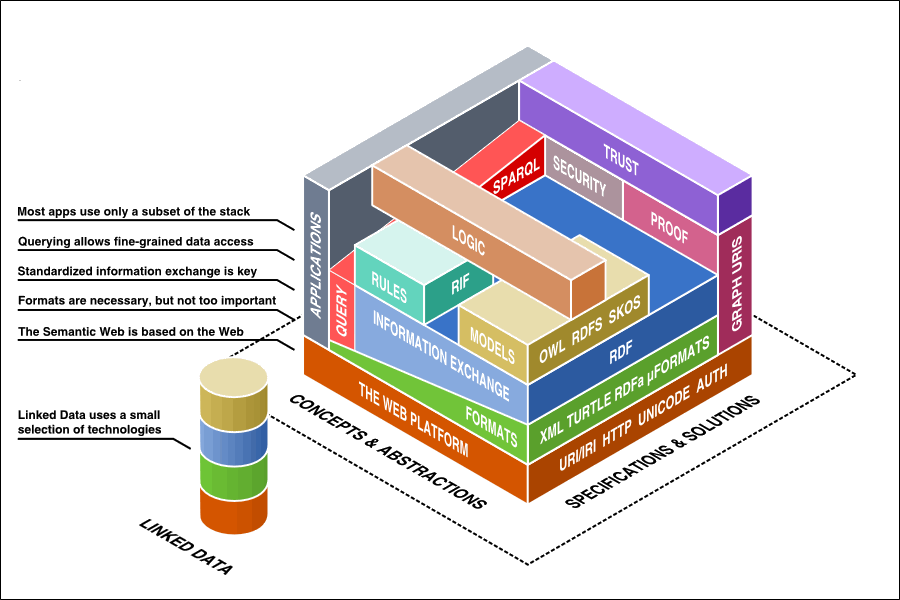 Most apps use only a subset of the stack
Querying allows fine-grained data access
Standardized information exchange is key
Formats are necessary, but not too important
The Semantic Web is based on the Web
Linked Data uses a small
selection of technologies
LINKED DATA
APPLICATIONS
QUERY
RULES
RIF
LOGIC
SPARQL
SECURITY
TRUST
PROOF
GRAPH URIS
MODELS
OWL RDFS SKOS
INFORMATION EXCHANGE
RDF
FORMATS
XML TURTLE RDFa µFORMATS
THE WEB PLATFORM
URI/IRI HTTP UNICODE AUTH
CONCEPTS & ABSTRACTIONS
SPECIFICATIONS & SOLUTIONS